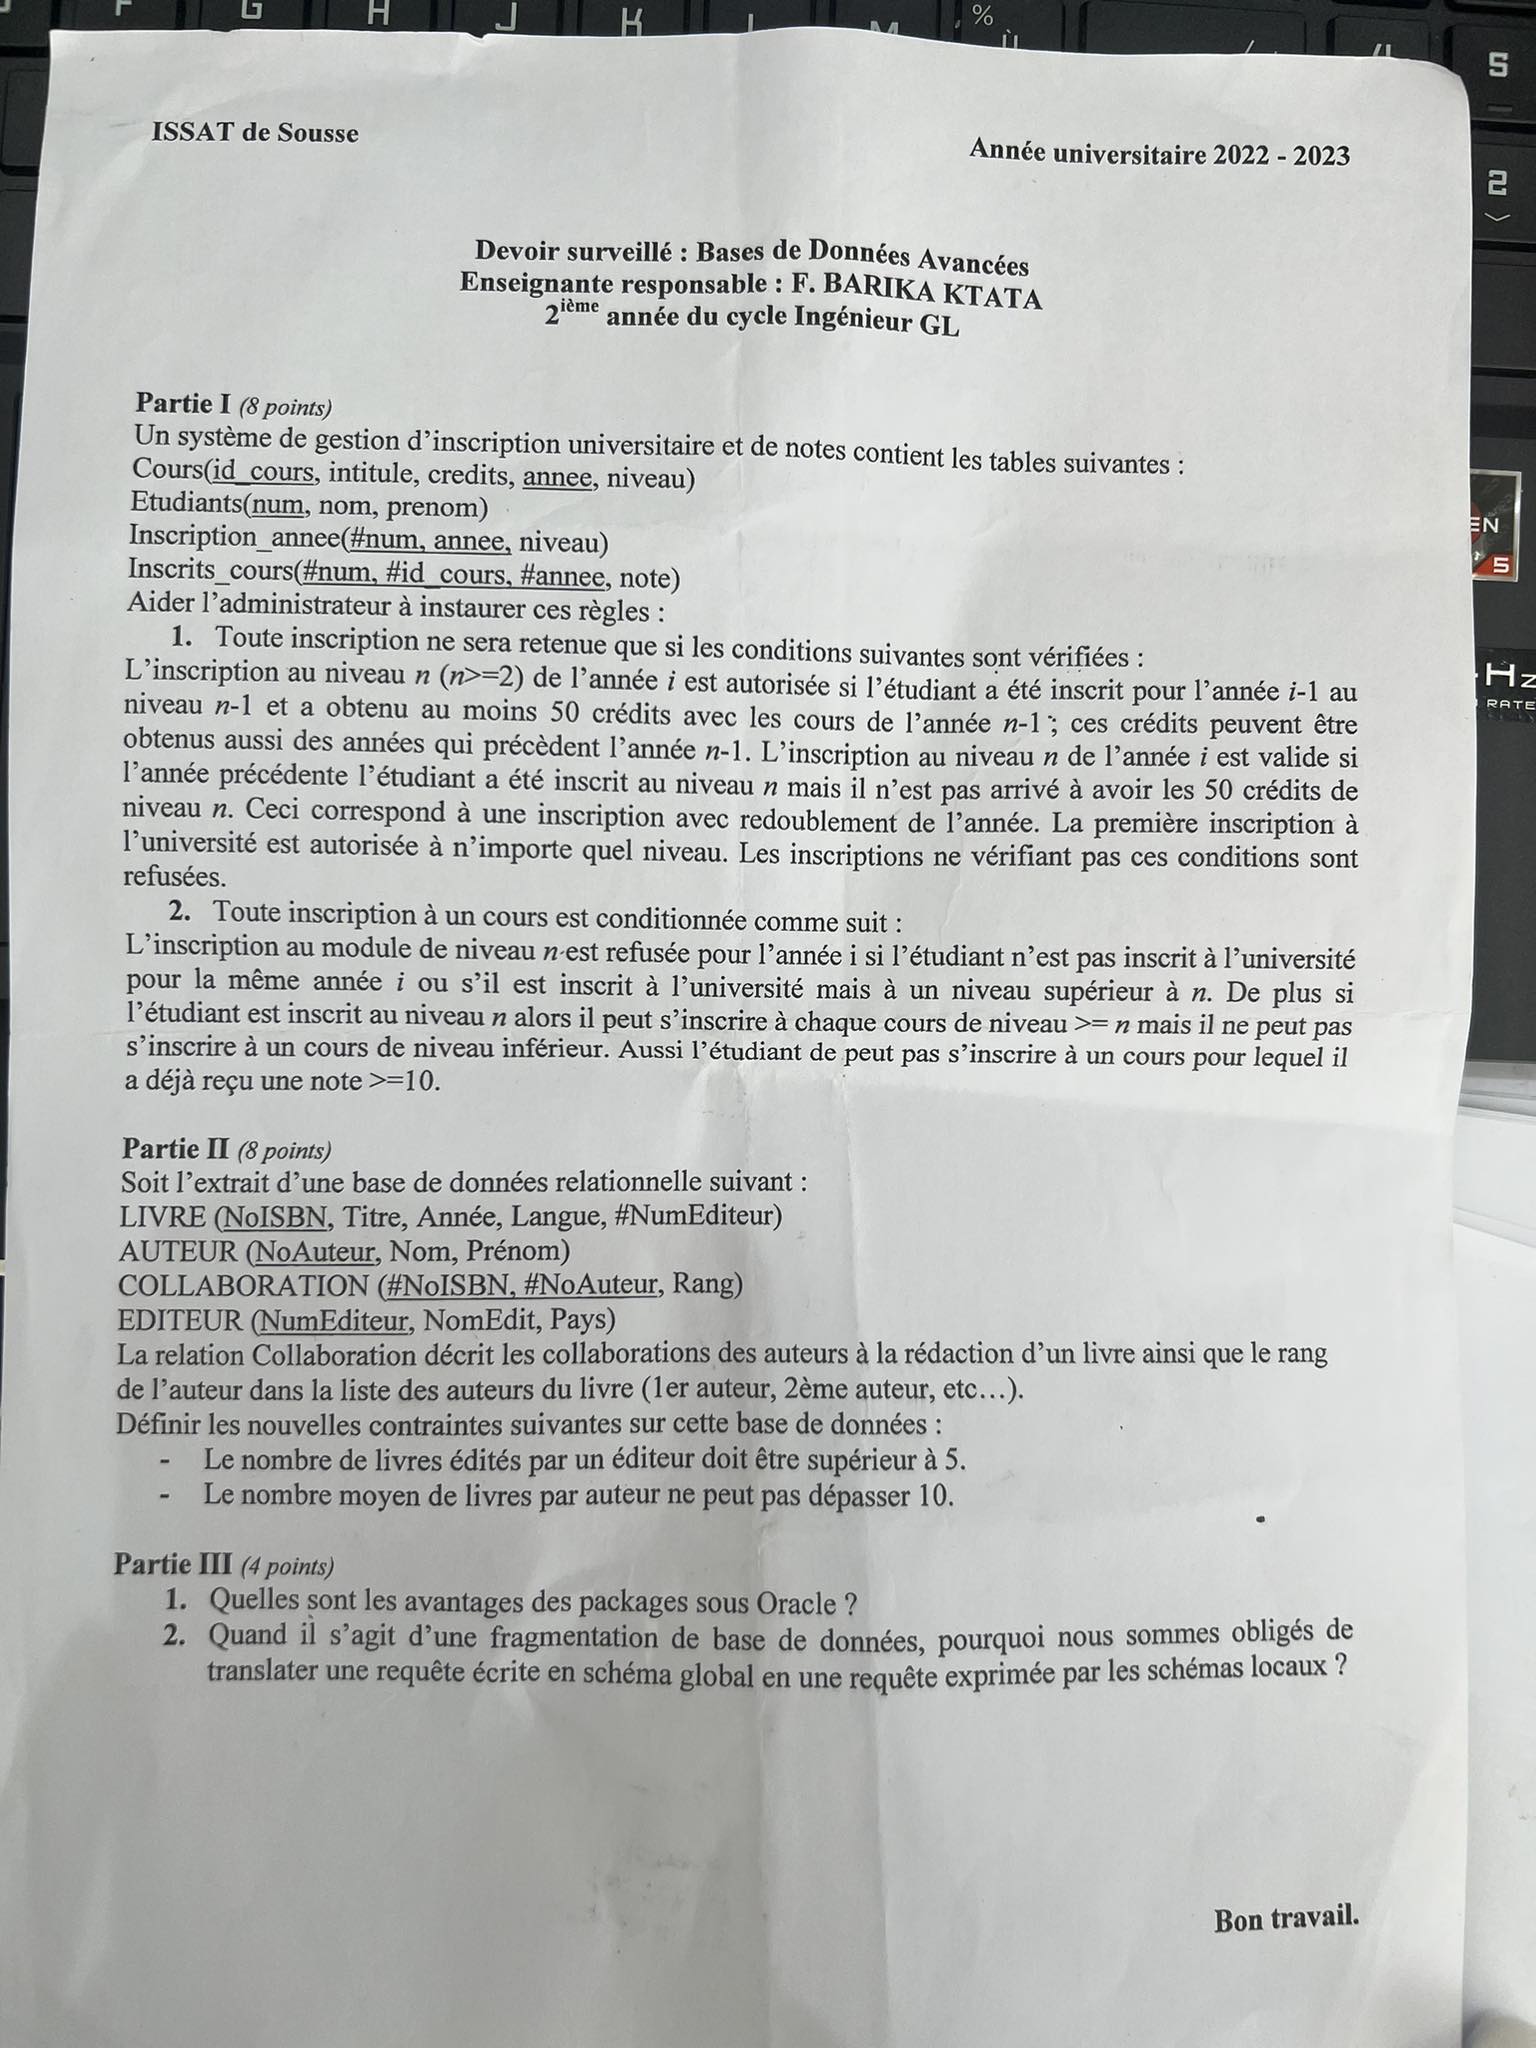 F G H J K L M % Ù
S
2
ISSAT de Sousse
Année universitaire 2022 - 2023
Devoir surveillé : Bases de Données Avancées
Enseignante responsable : F. BARIKA KTATA
2ième année du cycle Ingénieur GL
Partie I (8 points)
Un système de gestion d'inscription universitaire et de notes contient les tables suivantes :
Cours(id_cours, intitule, credits, annee, niveau)
Etudiants(num, nom, prenom)
Inscription_annee(#num, annee, niveau)
Inscrits_cours(#num, #id_cours, #annee, note)
Aider l'administrateur à instaurer ces règles :
1. Toute inscription ne sera retenue que si les conditions suivantes sont vérifiées :
L'inscription au niveau n (n>=2) de l'année i est autorisée si l'étudiant a été inscrit pour l'année i-1 au
niveau n-1 et a obtenu au moins 50 crédits avec les cours de l'année n-1 ; ces crédits peuvent être
obtenus aussi des années qui précèdent l'année n-1. L'inscription au niveau n de l'année i est valide si
l'année précédente l'étudiant a été inscrit au niveau n mais il n'est pas arrivé à avoir les 50 crédits de
niveau n. Ceci correspond à une inscription avec redoublement de l'année. La première inscription à
l'université est autorisée à n'importe quel niveau. Les inscriptions ne vérifiant pas ces conditions sont
refusées.
2. Toute inscription à un cours est conditionnée comme suit :
L'inscription au module de niveau n est refusée pour l'année i si l'étudiant n'est pas inscrit à l'université
pour la même année i ou s'il est inscrit à l'université mais à un niveau supérieur à n. De plus si
l'étudiant est inscrit au niveau n alors il peut s'inscrire à chaque cours de niveau >= n mais il ne peut pas
s'inscrire à un cours de niveau inférieur. Aussi l'étudiant de peut pas s'inscrire à un cours pour lequel il
a déjà reçu une note >=10.
Partie II (8 points)
Soit l'extrait d'une base de données relationnelle suivant :
LIVRE (NoISBN, Titre, Année, Langue, #NumEditeur)
AUTEUR (NoAuteur, Nom, Prénom)
COLLABORATION (#NoISBN, #NoAuteur, Rang)
EDITEUR (NumEditeur, NomEdit, Pays)
La relation Collaboration décrit les collaborations des auteurs à la rédaction d'un livre ainsi que le rang
de l'auteur dans la liste des auteurs du livre (1er auteur, 2ème auteur, etc…).
Définir les nouvelles contraintes suivantes sur cette base de données :
- Le nombre de livres édités par un éditeur doit être supérieur à 5.
- Le nombre moyen de livres par auteur ne peut pas dépasser 10.
Partie III (4 points)
1. Quelles sont les avantages des packages sous Oracle ?
2. Quand il s'agit d'une fragmentation de base de données, pourquoi nous sommes obligés de
translater une requête écrite en schéma global en une requête exprimée par les schémas locaux ?
Bon travail.
EN
5
Hz
RATE